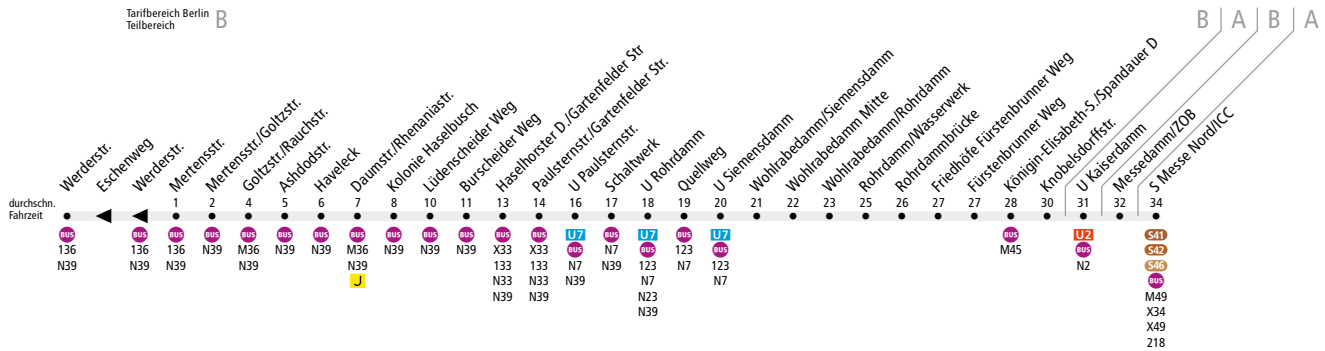 Tarifbereich Berlin
Teilbereich B
B A B A
Werderstr.
Eschenweg
Werderstr.
Mertensstr.
Mertensstr./Goltzstr.
Goltzstr./Rauchstr.
Ashdodstr.
Haveleck
Daumstr./Rhenaniastr.
Kolonie Haselbusch
Lüdenscheider Weg
Burscheider Weg
Haselhorster D./Gartenfelder Str
Paulsternstr./Gartenfelder Str.
U Paulsternstr.
Schaltwerk
U Rohrdamm
Quellweg
U Siemensdamm
Wohlrabedamm/Siemensdamm
Wohlrabedamm Mitte
Wohlrabedamm/Rohrdamm
Rohrdamm/Wasserwerk
Rohrdammbrücke
Friedhöfe Fürstenbrunner Weg
Fürstenbrunner Weg
Königin-Elisabeth-S./Spandauer D
Knobelsdorffstr.
U Kaiserdamm
Messedamm/ZOB
S Messe Nord/ICC
durchschn.
Fahrzeit
1 2 4 5 6 7 8 10 11 13 14 16 17 18 19 20 21 22 23 25 26 27 27 28 30 31 32 34
BUS
136
N39
BUS
136
N39
BUS
136
N39
BUS
N39
BUS
M36
N39
BUS
N39
BUS
N39
BUS
M36
N39
J
BUS
N39
BUS
N39
BUS
N39
BUS
X33
133
N33
N39
BUS
X33
133
N33
N39
U7
BUS
N7
N39
BUS
N7
N39
U7
BUS
123
N7
N23
N39
BUS
123
N7
U7
BUS
123
N7
BUS
M45
U2
BUS
N2
S41
S42
S46
BUS
M49
X34
X49
218